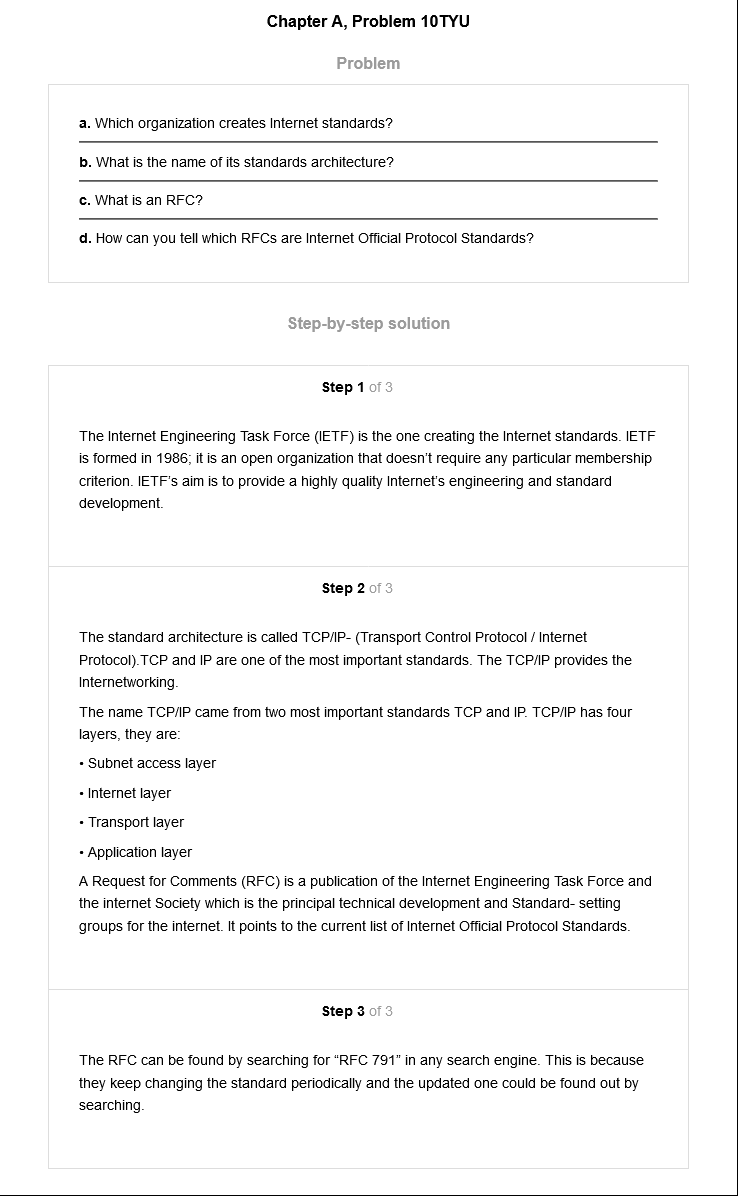 Chapter A, Problem 10TYU
Problem
a. Which organization creates Internet standards?
b. What is the name of its standards architecture?
c. What is an RFC?
d. How can you tell which RFCs are Internet Official Protocol Standards?
Step-by-step solution
Step 1 of 3
The Internet Engineering Task Force (IETF) is the one creating the Internet standards. IETF
is formed in 1986; it is an open organization that doesn’t require any particular membership
criterion. IETF’s aim is to provide a highly quality Internet’s engineering and standard
development.
Step 2 of 3
The standard architecture is called TCP/IP- (Transport Control Protocol / Internet
Protocol).TCP and IP are one of the most important standards. The TCP/IP provides the
Internetworking.
The name TCP/IP came from two most important standards TCP and IP. TCP/IP has four
layers, they are:
• Subnet access layer
• Internet layer
• Transport layer
• Application layer
A Request for Comments (RFC) is a publication of the Internet Engineering Task Force and
the internet Society which is the principal technical development and Standard- setting
groups for the internet. It points to the current list of Internet Official Protocol Standards.
Step 3 of 3
The RFC can be found by searching for “RFC 791” in any search engine. This is because
they keep changing the standard periodically and the updated one could be found out by
searching.